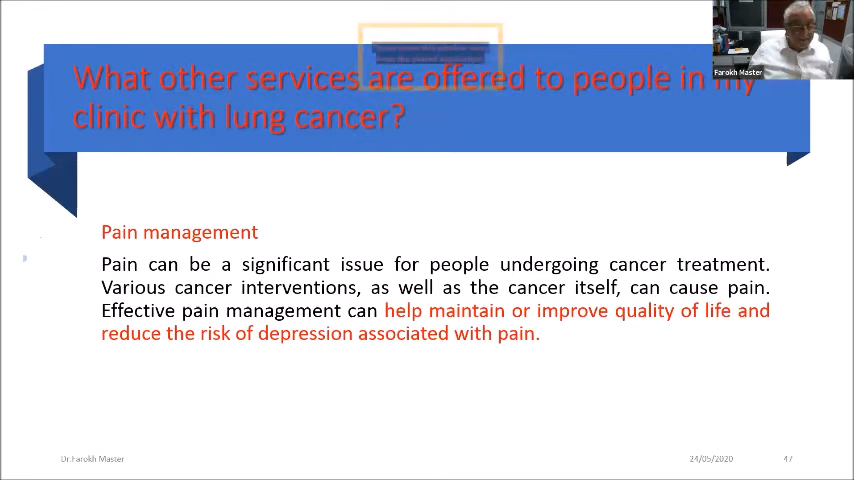 What other services are offered to people in my
clinic with lung cancer?
Farokh Master
Pain management
Pain can be a significant issue for people undergoing cancer treatment.
Various cancer interventions, as well as the cancer itself, can cause pain.
Effective pain management can help maintain or improve quality of life and
reduce the risk of depression associated with pain.
Dr.Farokh Master
24/05/2020
47